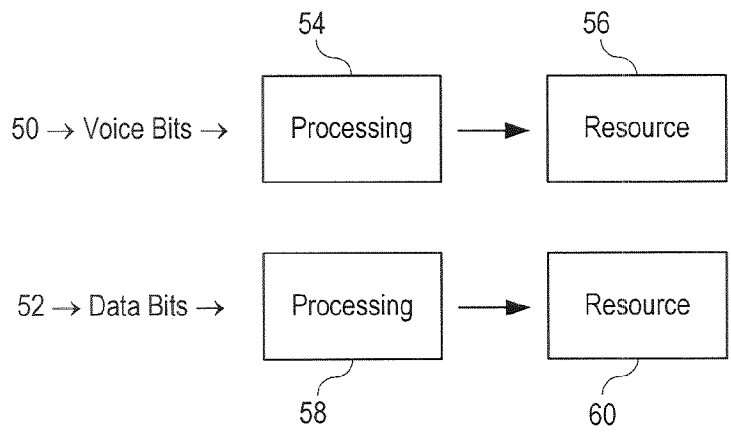 54 56
50 → Voice Bits → Processing Resource
52 → Data Bits → Processing Resource
58 60